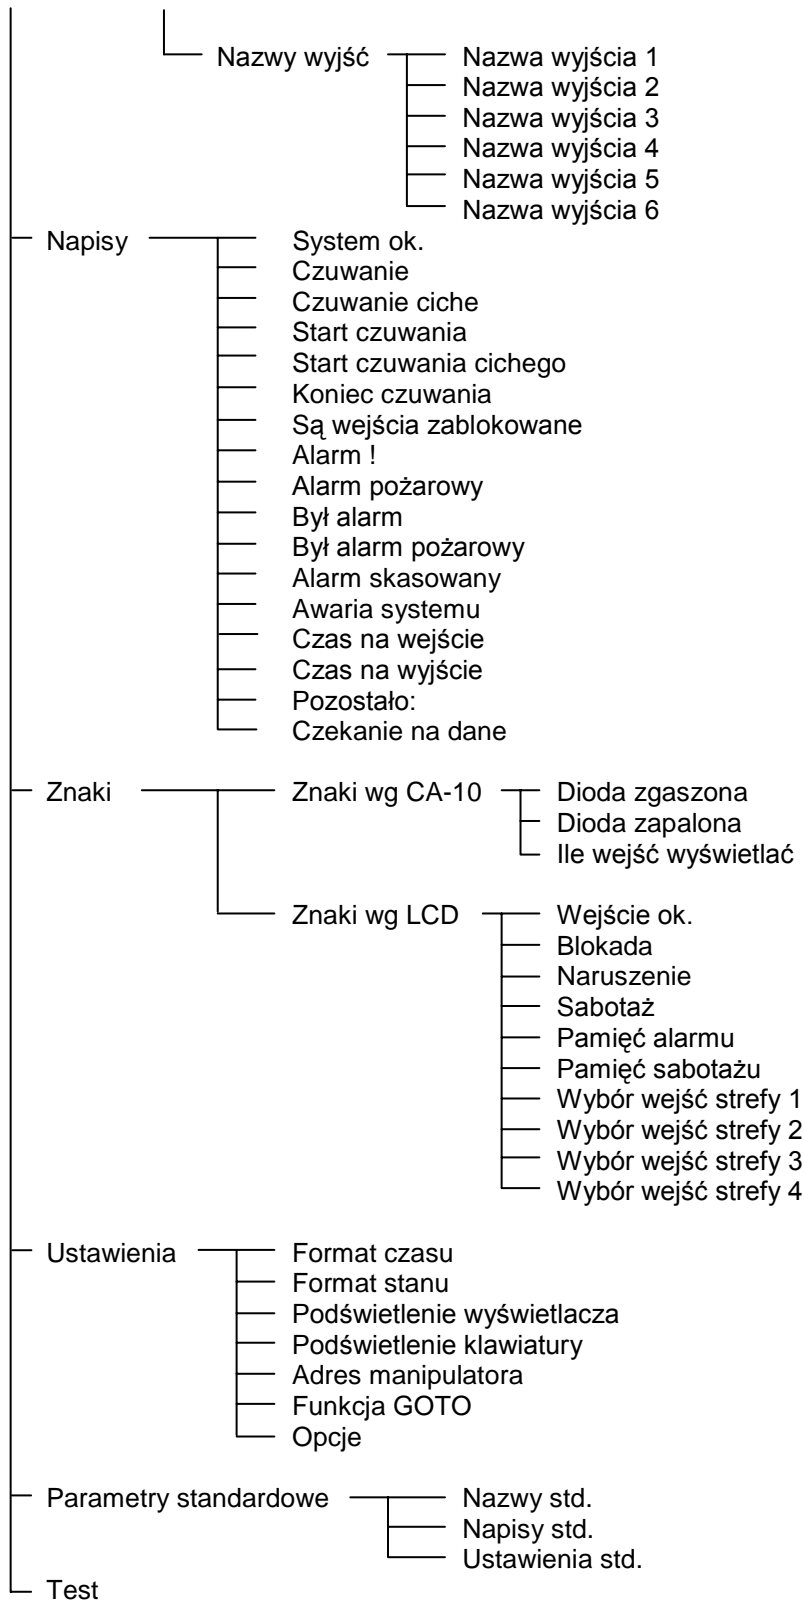 Nazwy wyjść Nazwa wyjścia 1
Nazwa wyjścia 2
Nazwa wyjścia 3
Nazwa wyjścia 4
Nazwa wyjścia 5
Nazwa wyjścia 6
Napisy System ok.
Czuwanie
Czuwanie ciche
Start czuwania
Start czuwania cichego
Koniec czuwania
Są wejścia zablokowane
Alarm !
Alarm pożarowy
Był alarm
Był alarm pożarowy
Alarm skasowany
Awaria systemu
Czas na wejście
Czas na wyjście
Pozostało:
Czekanie na dane
Znaki Znaki wg CA-10 Dioda zgaszona
Dioda zapalona
Ile wejść wyświetlać
Znaki wg LCD Wejście ok.
Blokada
Naruszenie
Sabotaż
Pamięć alarmu
Pamięć sabotażu
Wybór wejść strefy 1
Wybór wejść strefy 2
Wybór wejść strefy 3
Wybór wejść strefy 4
Ustawienia Format czasu
Format stanu
Podświetlenie wyświetlacza
Podświetlenie klawiatury
Adres manipulatora
Funkcja GOTO
Opcje
Parametry standardowe Nazwy std.
Napisy std.
Ustawienia std.
Test